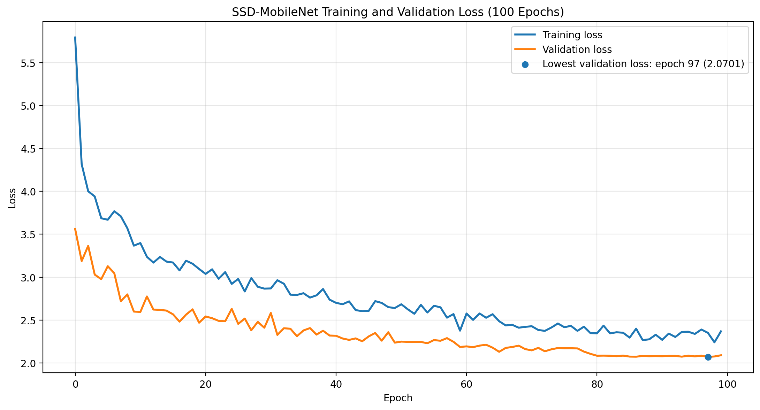 SSD-MobileNet Training and Validation Loss (100 Epochs)
Training loss
Validation loss
Lowest validation loss: epoch 97 (2.0701)
Loss
5.5
5.0
4.5
4.0
3.5
3.0
2.5
2.0
0 20 40 60 80 100
Epoch